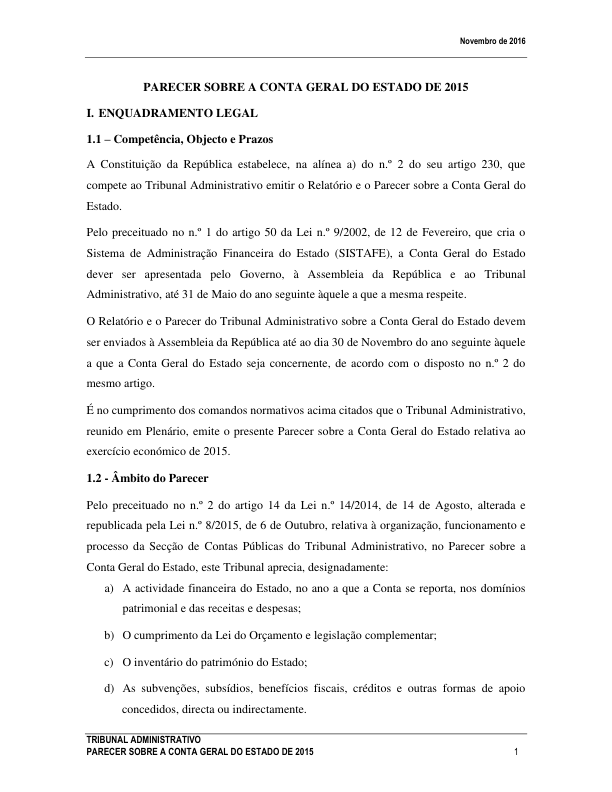 Novembro de 2016
PARECER SOBRE A CONTA GERAL DO ESTADO DE 2015
I. ENQUADRAMENTO LEGAL
1.1 – Competência, Objecto e Prazos
A Constituição da República estabelece, na alínea a) do n.º 2 do seu artigo 230, que
compete ao Tribunal Administrativo emitir o Relatório e o Parecer sobre a Conta Geral do
Estado.
Pelo preceituado no n.º 1 do artigo 50 da Lei n.º 9/2002, de 12 de Fevereiro, que cria o
Sistema de Administração Financeira do Estado (SISTAFE), a Conta Geral do Estado
dever ser apresentada pelo Governo, à Assembleia da República e ao Tribunal
Administrativo, até 31 de Maio do ano seguinte àquele a que a mesma respeite.
O Relatório e o Parecer do Tribunal Administrativo sobre a Conta Geral do Estado devem
ser enviados à Assembleia da República até ao dia 30 de Novembro do ano seguinte àquele
a que a Conta Geral do Estado seja concernente, de acordo com o disposto no n.º 2 do
mesmo artigo.
É no cumprimento dos comandos normativos acima citados que o Tribunal Administrativo,
reunido em Plenário, emite o presente Parecer sobre a Conta Geral do Estado relativa ao
exercício económico de 2015.
1.2 - Âmbito do Parecer
Pelo preceituado no n.º 2 do artigo 14 da Lei n.º 14/2014, de 14 de Agosto, alterada e
republicada pela Lei n.º 8/2015, de 6 de Outubro, relativa à organização, funcionamento e
processo da Secção de Contas Públicas do Tribunal Administrativo, no Parecer sobre a
Conta Geral do Estado, este Tribunal aprecia, designadamente:
a) A actividade financeira do Estado, no ano a que a Conta se reporta, nos domínios
patrimonial e das receitas e despesas;
b) O cumprimento da Lei do Orçamento e legislação complementar;
c) O inventário do património do Estado;
d) As subvenções, subsídios, benefícios fiscais, créditos e outras formas de apoio
concedidos, directa ou indirectamente.
TRIBUNAL ADMINISTRATIVO
PARECER SOBRE A CONTA GERAL DO ESTADO DE 2015 1